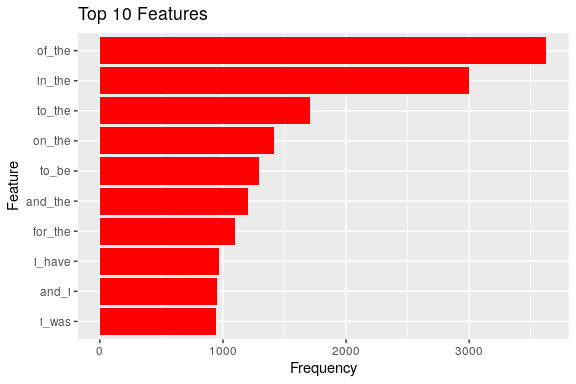 Top 10 Features
of_the
in_the
to_the
on_the
to_be
and_the
for_the
i_have
and_i
i_was
Feature
0 1000 2000 3000
Frequency